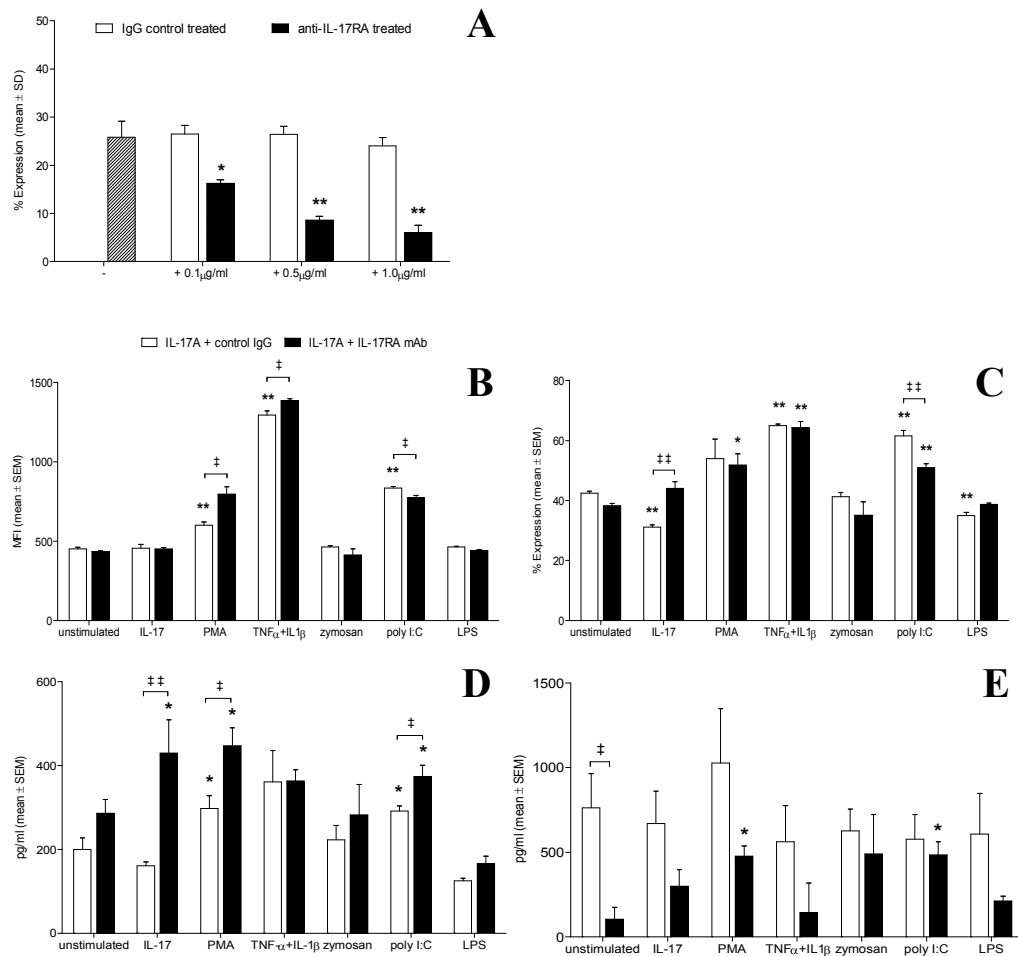 IgG control treated anti-IL-17RA treated A
% Expression (mean ± SD)
60
50
40
30
20
10
0
* ** **
- + 0.1μg/ml + 0.5μg/ml + 1.0μg/ml
IL-17A + control IgG IL-17A + IL-17RA mAb
B
MFI (mean ± SEM)
1500
1000
500
0
** ‡ ** ‡ ** ‡
unstimulated IL-17 PMA TNFα+IL1β zymosan poly I:C LPS
C
% Expression (mean ± SEM)
80
60
40
20
0
** ‡‡ * ** ** ** ‡‡ ** **
unstimulated IL-17 PMA TNFα+IL1β zymosan poly I:C LPS
D
pg/ml (mean ± SEM)
600
400
200
0
‡‡ * * ‡ * * ‡ *
unstimulated IL-17 PMA TNF-α+IL-1β zymosan poly I:C LPS
E
pg/ml (mean ± SEM)
1500
1000
500
0
‡ * *
unstimulated IL-17 PMA TNFα+IL1β zymosan poly I:C LPS